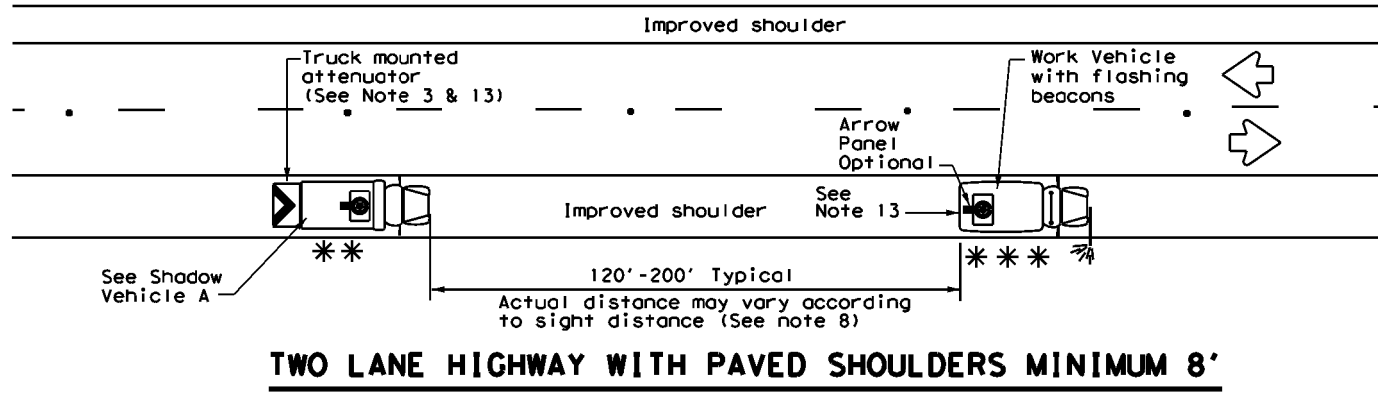 Improved shoulder
Truck mounted
attenuator
(See Note 3 & 13)
Work Vehicle
with flashing
beacons
Arrow
Panel
Optional
See
Note 13
Improved shoulder
See Shadow
Vehicle A
120'-200' Typical
Actual distance may vary according
to sight distance (See note 8)
TWO LANE HIGHWAY WITH PAVED SHOULDERS MINIMUM 8'